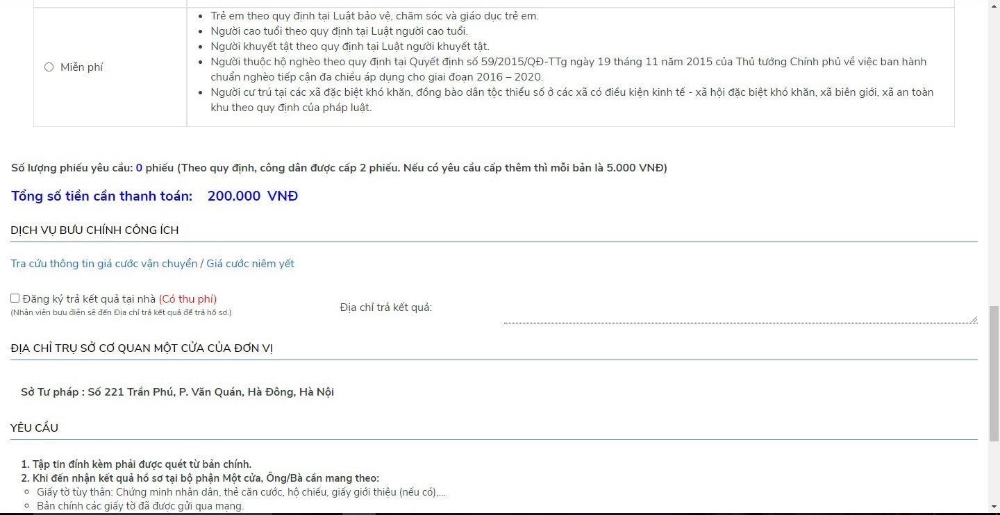 Trẻ em theo quy định tại Luật bảo vệ, chăm sóc và giáo dục trẻ em.
Người cao tuổi theo quy định tại Luật người cao tuổi.
Người khuyết tật theo quy định tại Luật người khuyết tật.
Miễn phí
Người thuộc hộ nghèo theo quy định tại Quyết định số 59/2015/QĐ-TTg ngày 19 tháng 11 năm 2015 của Thủ tướng Chính phủ về việc ban hành
chuẩn nghèo tiếp cận đa chiều áp dụng cho giai đoạn 2016 – 2020.
Người cư trú tại các xã đặc biệt khó khăn, đồng bào dân tộc thiểu số ở các xã có điều kiện kinh tế - xã hội đặc biệt khó khăn, xã biên giới, xã an toàn
khu theo quy định của pháp luật.
Số lượng phiếu yêu cầu: 0 phiếu (Theo quy định, công dân được cấp 2 phiếu. Nếu có yêu cầu cấp thêm thì mỗi bản là 5.000 VNĐ)
Tổng số tiền cần thanh toán: 200.000 VNĐ
DỊCH VỤ BƯU CHÍNH CÔNG ÍCH
Tra cứu thông tin giá cước vận chuyển / Giá cước niêm yết
Đăng ký trả kết quả tại nhà (Có thu phí)
(Nhân viên bưu điện sẽ đến Địa chỉ trả kết quả để trả hồ sơ.)
Địa chỉ trả kết quả:
ĐỊA CHỈ TRỤ SỞ CƠ QUAN MỘT CỬA CỦA ĐƠN VỊ
Sở Tư pháp : Số 221 Trần Phú, P. Văn Quán, Hà Đông, Hà Nội
YÊU CẦU
1. Tập tin đính kèm phải được quét từ bản chính.
2. Khi đến nhận kết quả hồ sơ tại bộ phận Một cửa, Ông/Bà cần mang theo:
Giấy tờ tùy thân: Chứng minh nhân dân, thẻ căn cước, hộ chiếu, giấy giới thiệu (nếu có),...
Bản chính các giấy tờ đã được gửi qua mạng.